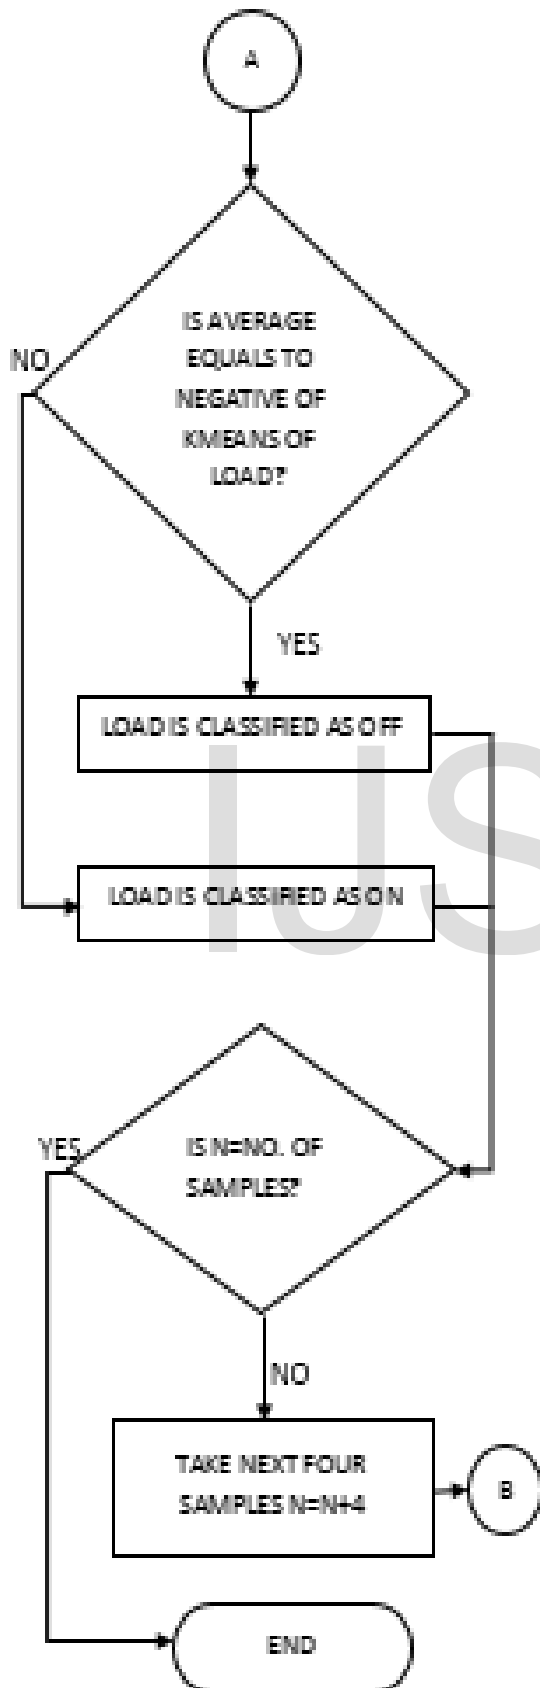 A
IS AVERAGE
EQUALS TO
NEGATIVE OF
KMEANS OF
LOAD?
NO
YES
LOAD IS CLASSIFIED AS OFF
LOAD IS CLASSIFIED AS ON
IJS
IS N=NO. OF
SAMPLES?
YES
NO
TAKE NEXT FOUR
SAMPLES N=N+4
B
END